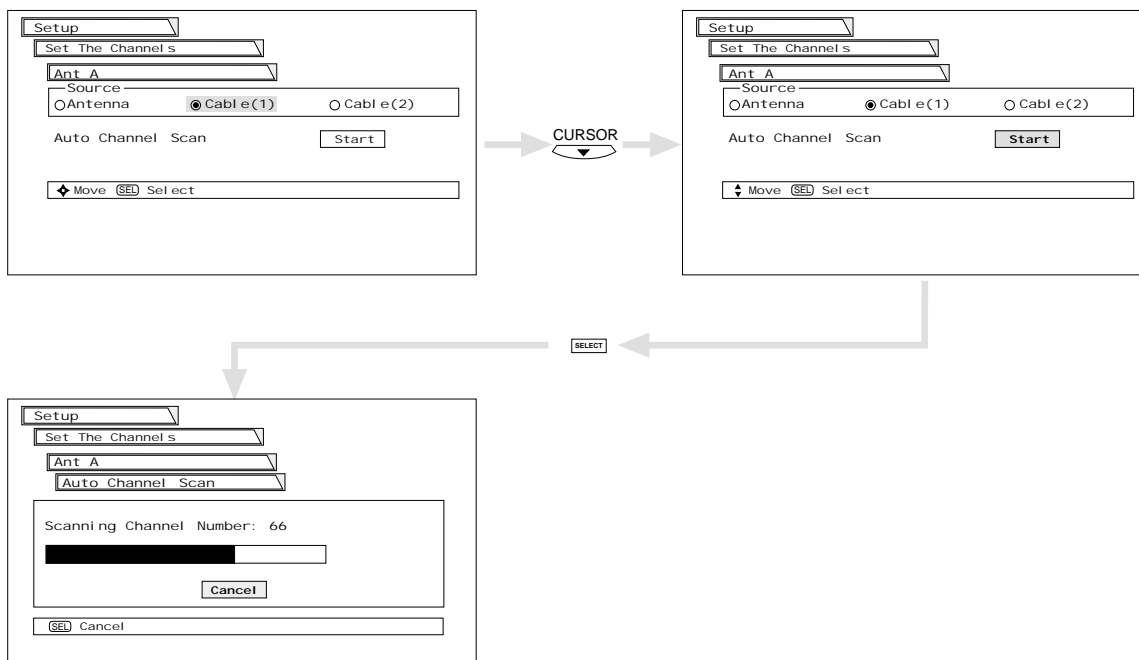 Setup
Set The Channels
Ant A
Source
Antenna Cable(1) Cable(2)
Auto Channel Scan Start
Move SEL Select
CURSOR
Setup
Set The Channels
Ant A
Source
Antenna Cable(1) Cable(2)
Auto Channel Scan Start
Move SEL Select
SELECT
Setup
Set The Channels
Ant A
Auto Channel Scan
Scanning Channel Number: 66
Cancel
SEL Cancel